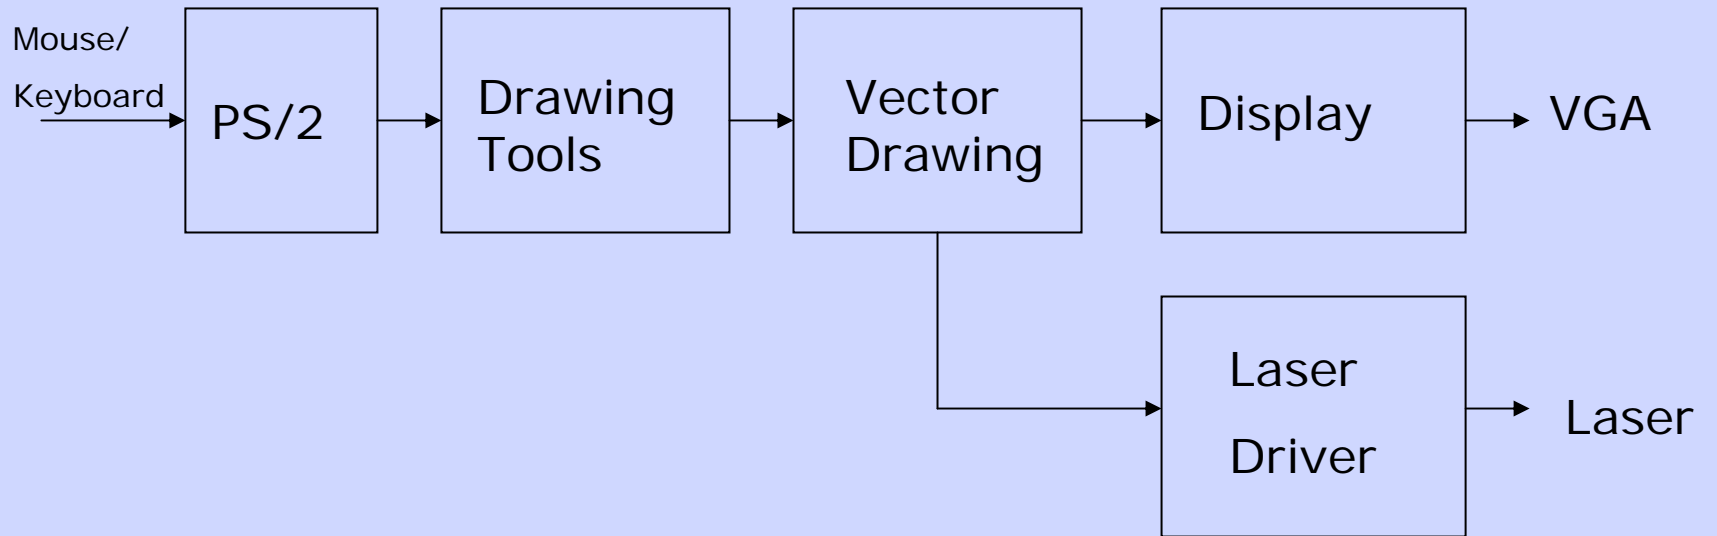 Mouse/
Keyboard
PS/2
Drawing
Tools
Vector
Drawing
Display
VGA
Laser
Driver
Laser